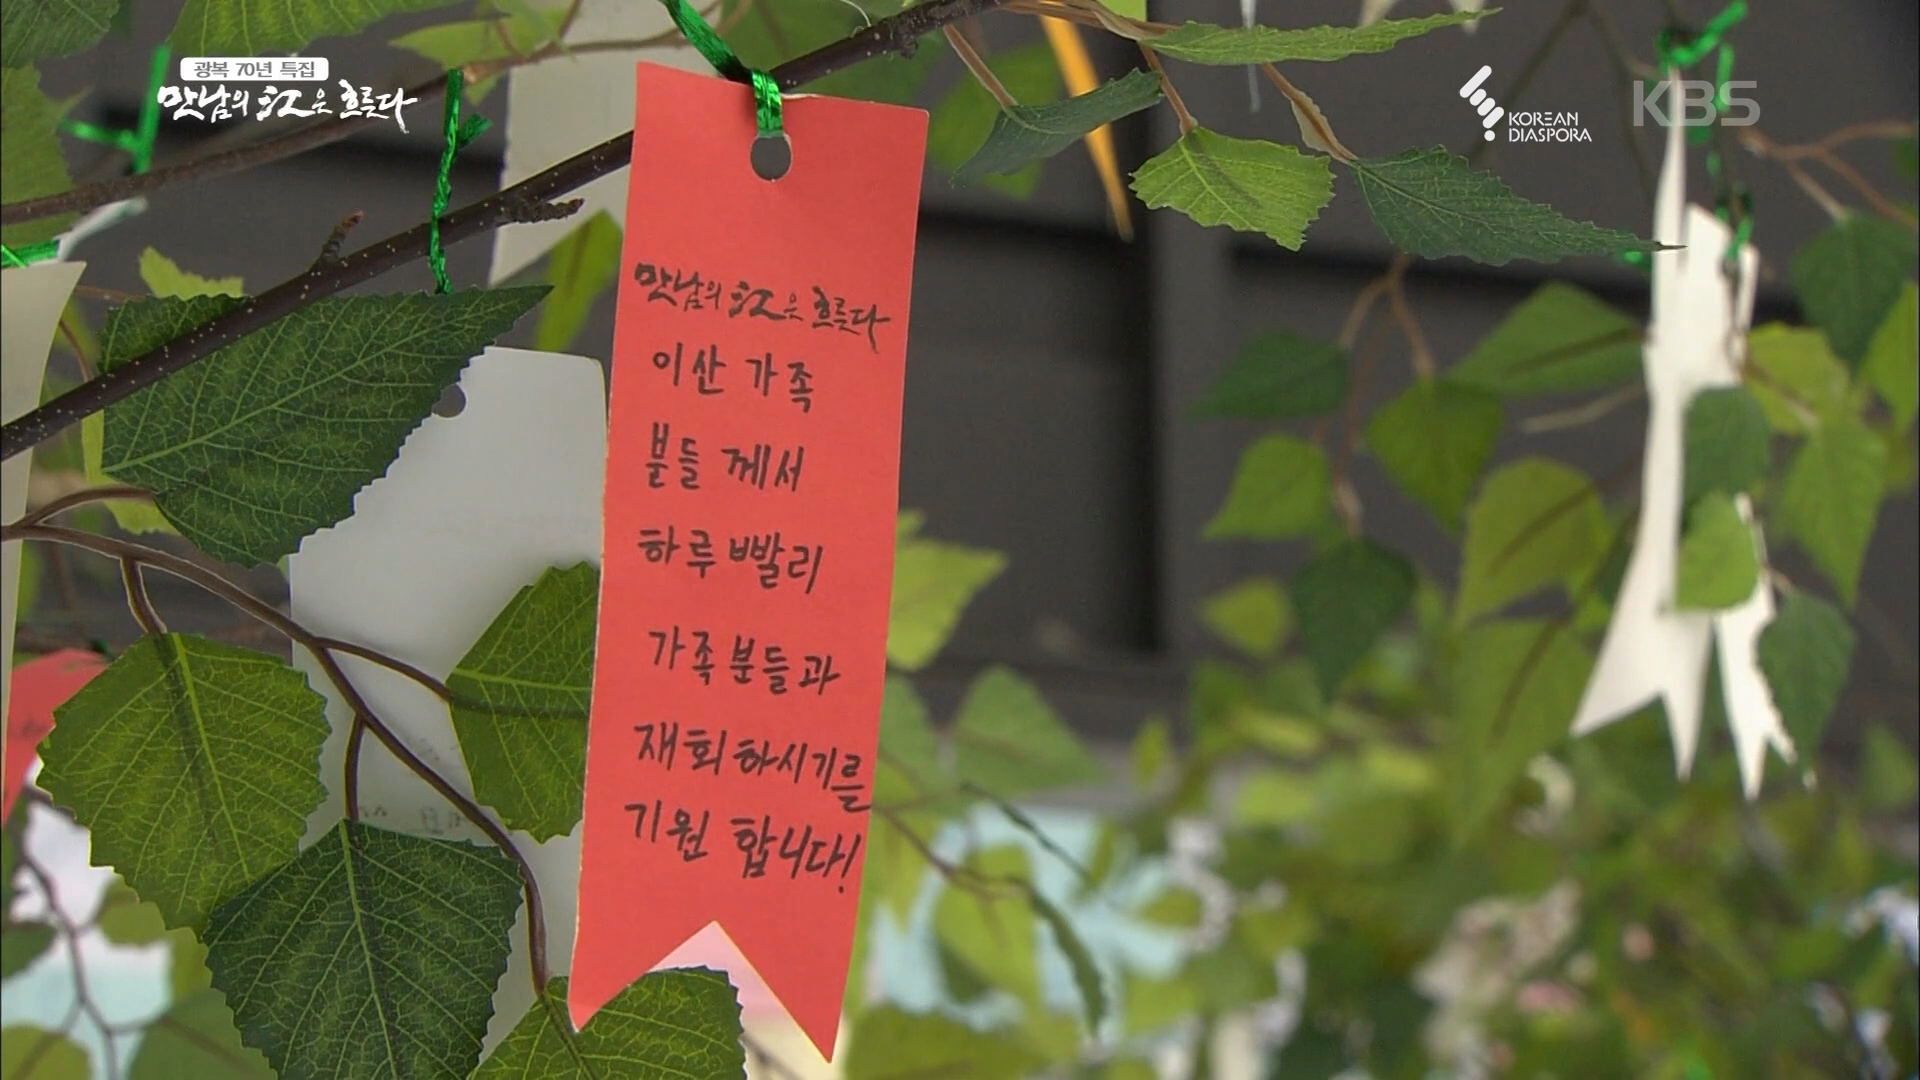 광복 70년 특집
만남의 江은 흐른다
KOREAN
DIASPORA
KBS
만남의 江은 흐른다
이산 가족
분들 께서
하루 빨리
가족분들과
재회 하시기를
기원 합니다!